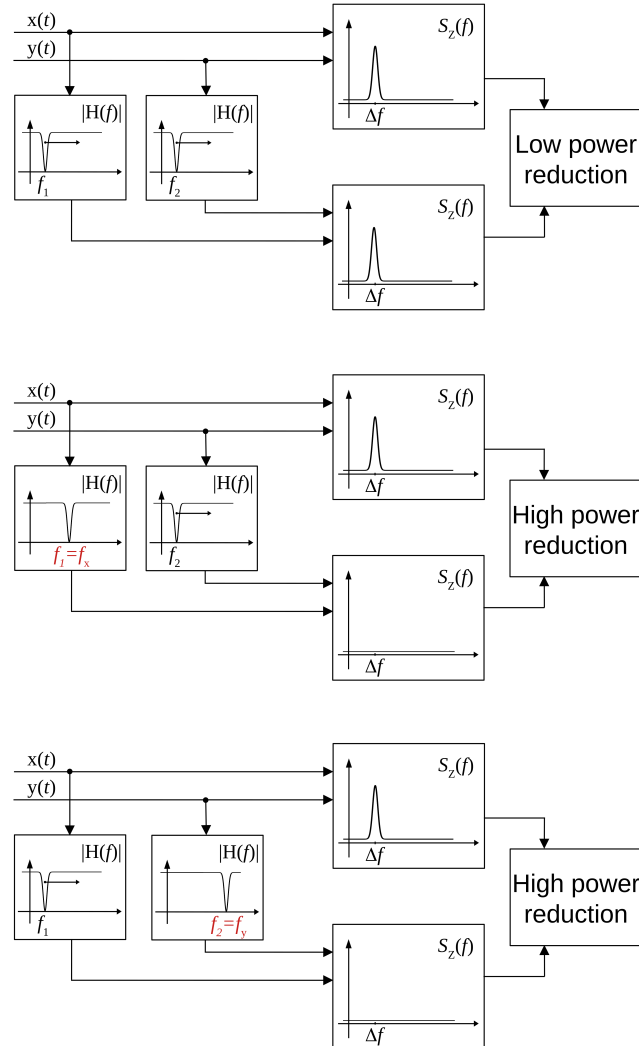 x(t)
S_Z(f)
y(t)
|H(f)|
|H(f)|
Δf
f_1
f_2
Low power
reduction
S_Z(f)
Δf
x(t)
S_Z(f)
y(t)
|H(f)|
|H(f)|
Δf
f_1=f_x
f_2
High power
reduction
S_Z(f)
Δf
x(t)
S_Z(f)
y(t)
|H(f)|
|H(f)|
Δf
f_1
f_2=f_y
High power
reduction
S_Z(f)
Δf